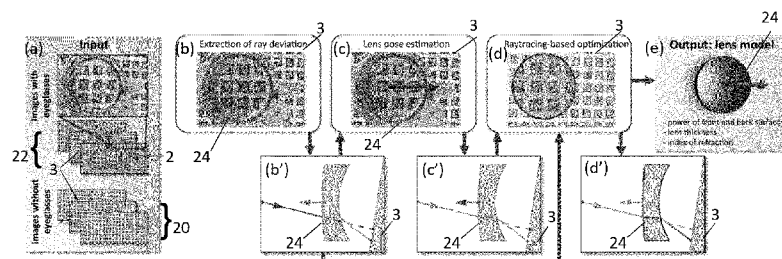 (a) Input
images with eyeglasses
22
3
2
images without eyeglasses
20
(b) Extraction of ray deviation
3
24
(c) Lens pose estimation
3
24
(d) Raytracing-based optimization
3
(e) Output: lens model
24
- power of front and back surface
- lens thickness
- index of refraction
(b')
24
3
(c')
24
3
(d')
24
3